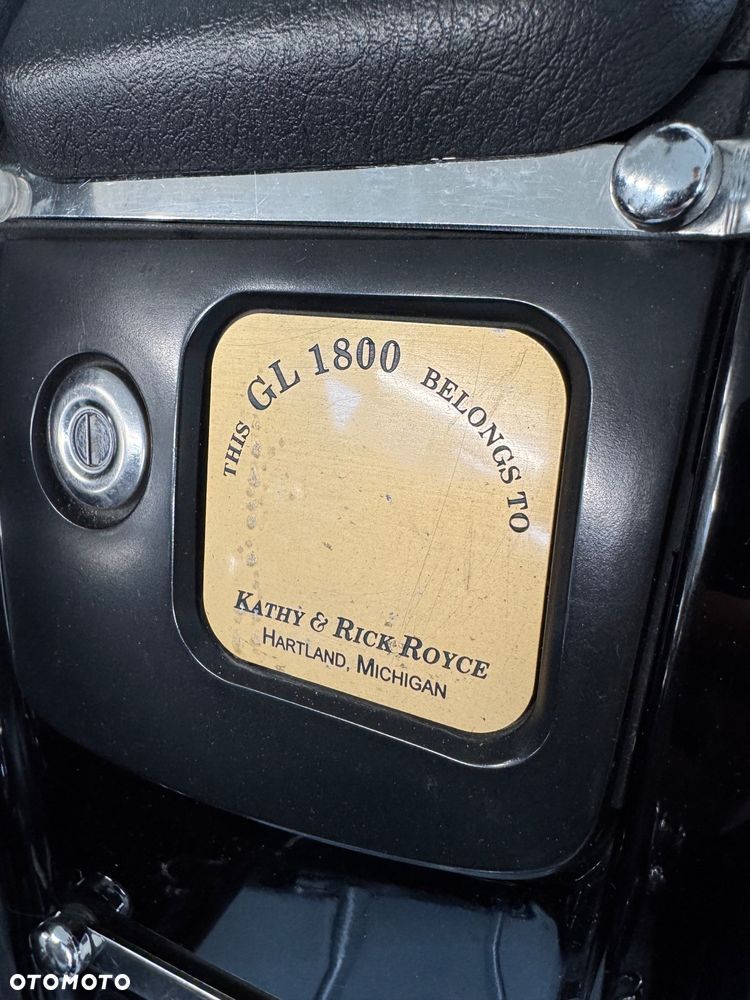 THIS GL 1800 BELONGS TO
KATHY & RICK ROYCE
HARTLAND, MICHIGAN
OTOMOTO